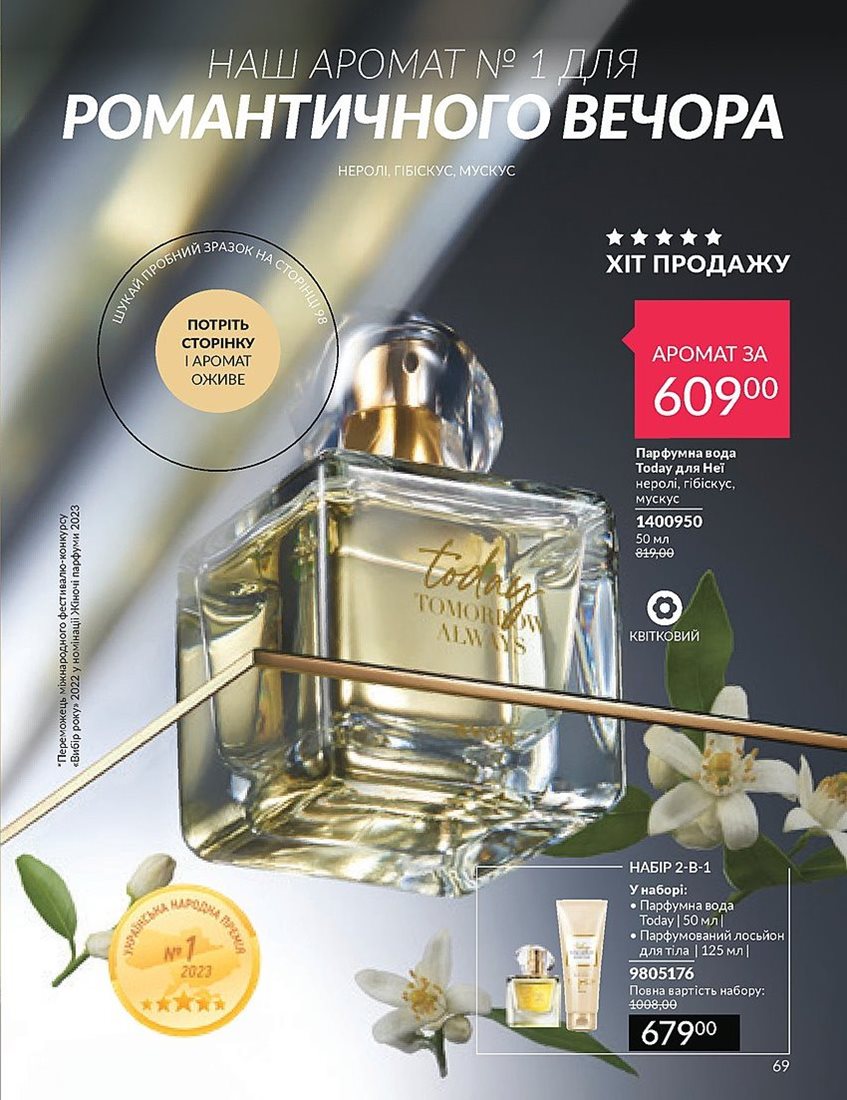 НАШ АРОМАТ № 1 ДЛЯ
РОМАНТИЧНОГО ВЕЧОРА
НЕРОЛІ, ГІБІСКУС, МУСКУС
ШУКАЙ ПРОБНИЙ ЗРАЗОК НА СТОРІНЦІ 98
ПОТРІТЬ
СТОРІНКУ
І АРОМАТ
ОЖИВЕ
ХІТ ПРОДАЖУ
АРОМАТ ЗА
609⁰⁰
Парфумна вода
Today для Неї
неролі, гібіскус,
мускус
1400950
50 мл
819,00
КВІТКОВИЙ
*Переможець міжнародного фестивалю-конкурсу
«Вибір року» 2022 у номінації Жіночі парфуми 2023
today
TOMORROW
ALWAYS
УКРАЇНСЬКА НАРОДНА ПРЕМІЯ
№1
2023
НАБІР 2-В-1
У наборі:
• Парфумна вода
Today | 50 мл |
• Парфумований лосьйон
для тіла | 125 мл |
9805176
Повна вартість набору:
1008,00
679⁰⁰
69